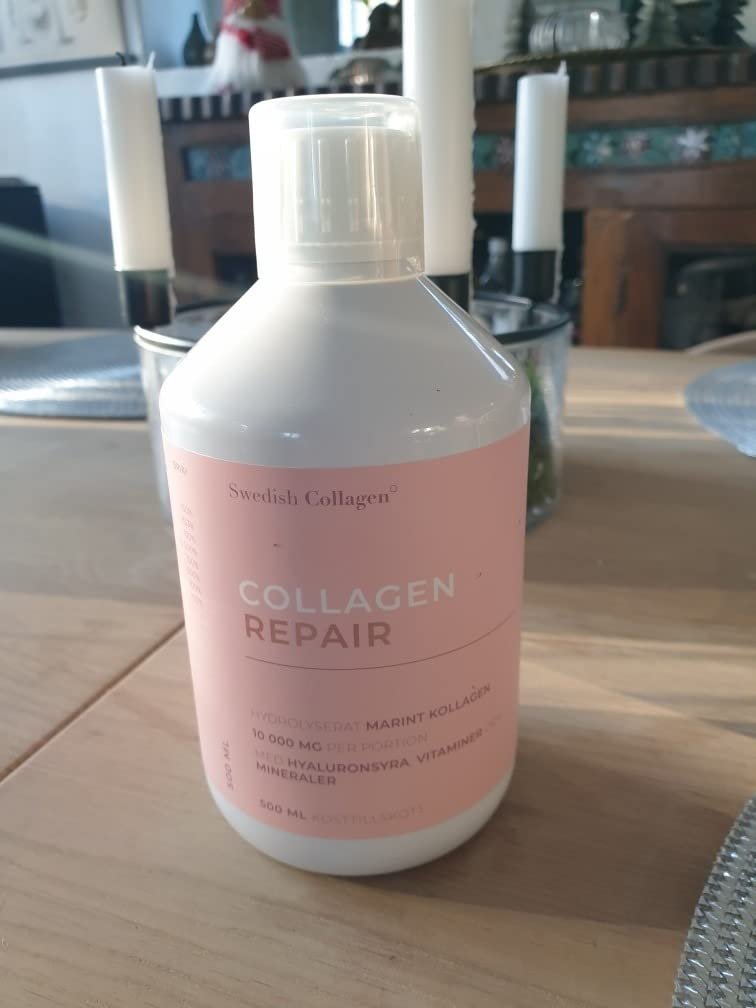 Swedish Collagen°
COLLAGEN
REPAIR
HYDROLYSERAT MARINT KOLLAGEN
10 000 MG PER PORTION
MED HYALURONSYRA, VITAMINER OCH
MINERALER
500 ML KOSTTILLSKOTT
500 ML